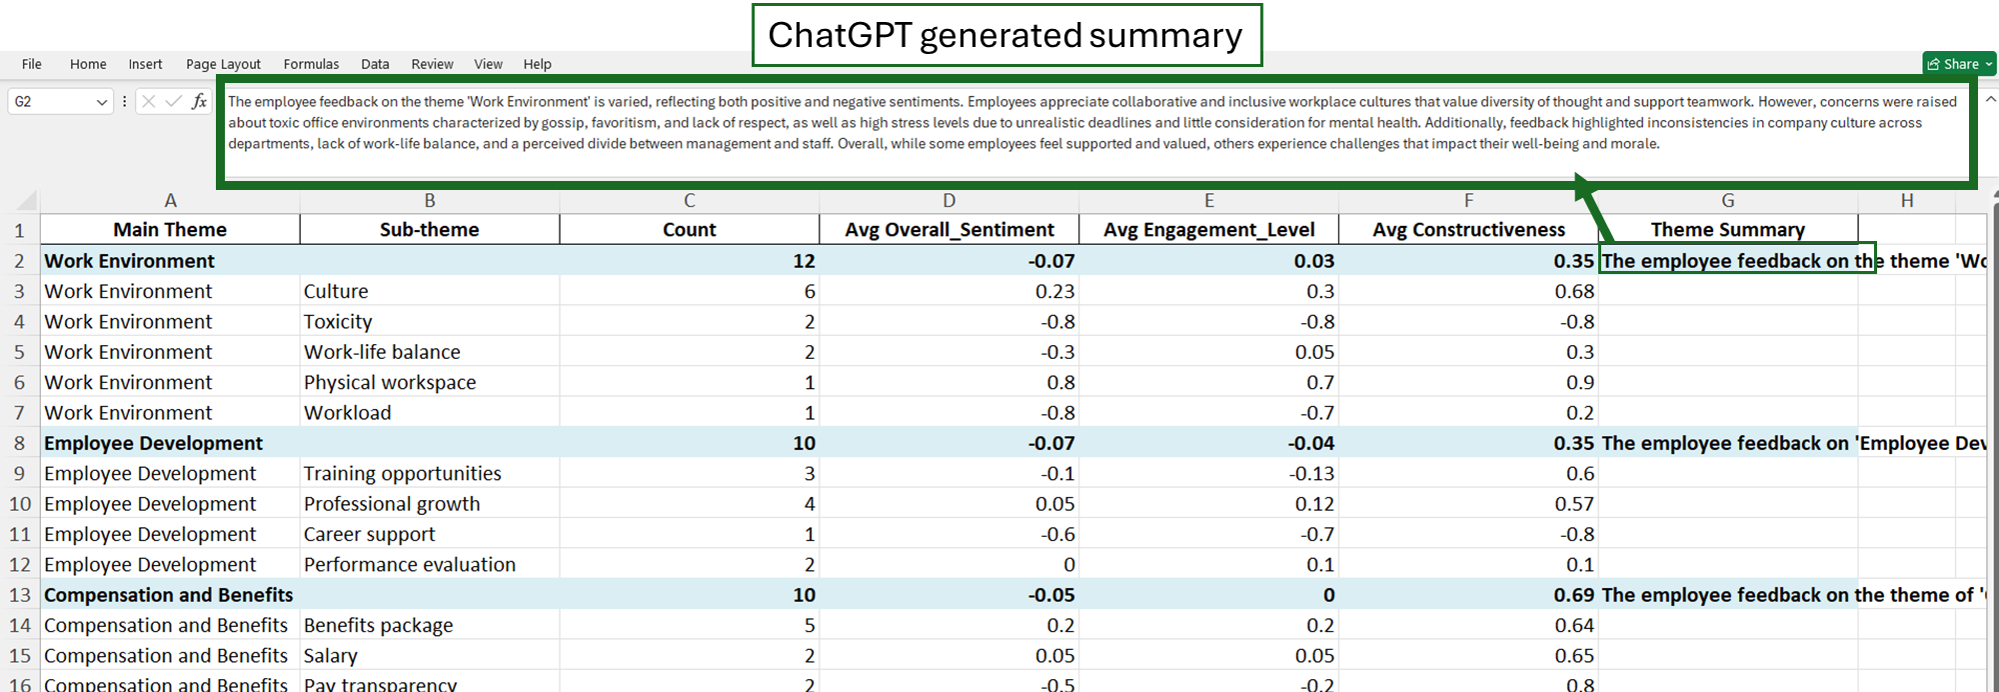 ChatGPT generated summary
File Home Insert Page Layout Formulas Data Review View Help Share
G2 fx The employee feedback on the theme 'Work Environment' is varied, reflecting both positive and negative sentiments. Employees appreciate collaborative and inclusive workplace cultures that value diversity of thought and support teamwork. However, concerns were raised
about toxic office environments characterized by gossip, favoritism, and lack of respect, as well as high stress levels due to unrealistic deadlines and little consideration for mental health. Additionally, feedback highlighted inconsistencies in company culture across
departments, lack of work-life balance, and a perceived divide between management and staff. Overall, while some employees feel supported and valued, others experience challenges that impact their well-being and morale.
A B C D E F G H
1 Main Theme Sub-theme Count Avg Overall_Sentiment Avg Engagement_Level Avg Constructiveness Theme Summary
2 Work Environment 12 -0.07 0.03 0.35 The employee feedback on the theme 'Wo
3 Work Environment Culture 6 0.23 0.3 0.68
4 Work Environment Toxicity 2 -0.8 -0.8 -0.8
5 Work Environment Work-life balance 2 -0.3 0.05 0.3
6 Work Environment Physical workspace 1 0.8 0.7 0.9
7 Work Environment Workload 1 -0.8 -0.7 0.2
8 Employee Development 10 -0.07 -0.04 0.35 The employee feedback on 'Employee Dev
9 Employee Development Training opportunities 3 -0.1 -0.13 0.6
10 Employee Development Professional growth 4 0.05 0.12 0.57
11 Employee Development Career support 1 -0.6 -0.7 -0.8
12 Employee Development Performance evaluation 2 0 0.1 0.1
13 Compensation and Benefits 10 -0.05 0 0.69 The employee feedback on the theme of '
14 Compensation and Benefits Benefits package 5 0.2 0.2 0.64
15 Compensation and Benefits Salary 2 0.05 0.05 0.65
16 Compensation and Benefits Pay transparency 2 -0.5 -0.2 0.8